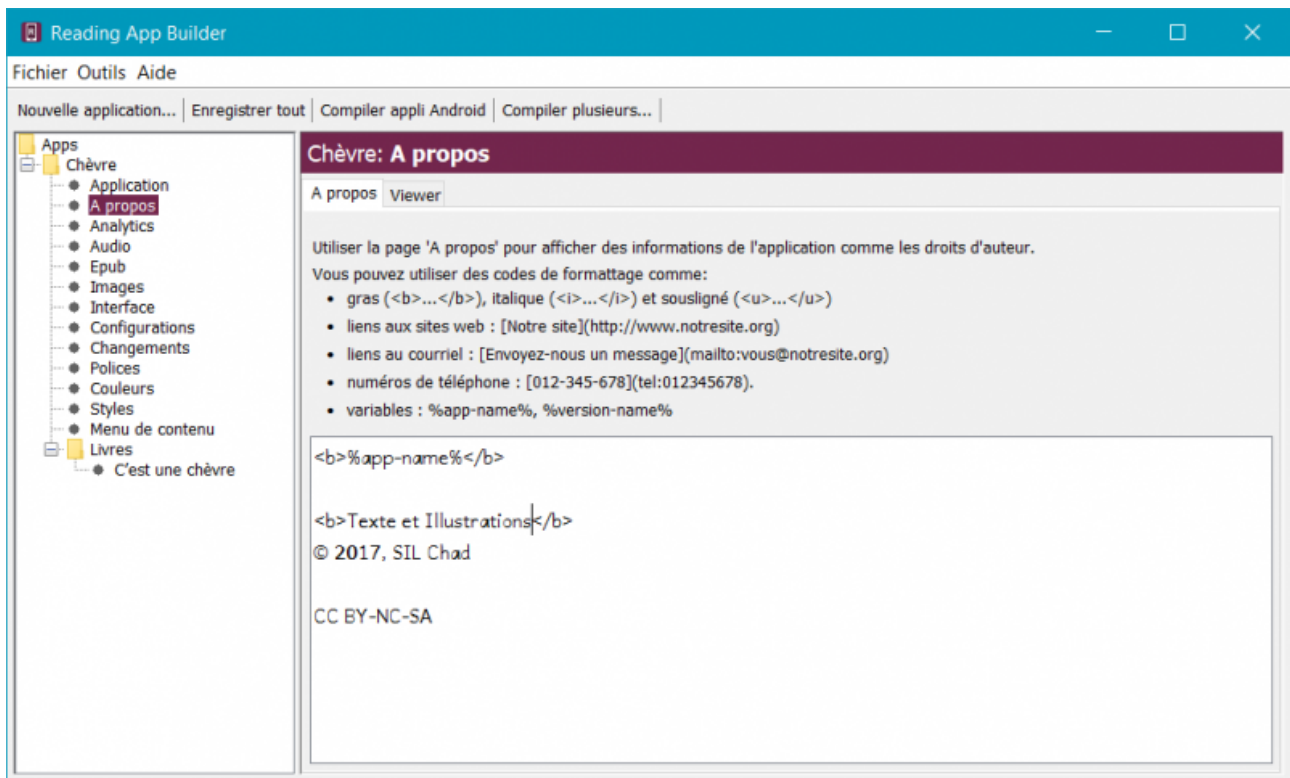 Reading App Builder
Fichier Outils Aide
Nouvelle application... Enregistrer tout Compiler appli Android Compiler plusieurs...
Apps
Chèvre
Application
A propos
Analytics
Audio
Epub
Images
Interface
Configurations
Changements
Polices
Couleurs
Styles
Menu de contenu
Livres
C'est une chèvre
Chèvre: A propos
A propos Viewer
Utiliser la page 'A propos' pour afficher des informations de l'application comme les droits d'auteur.
Vous pouvez utiliser des codes de formattage comme:
• gras (<b>...</b>), italique (<i>...</i>) et sousligné (<u>...</u>)
• liens aux sites web : [Notre site](http://www.notresite.org)
• liens au courriel : [Envoyez-nous un message](mailto:vous@notresite.org)
• numéros de téléphone : [012-345-678](tel:012345678).
• variables : %app-name%, %version-name%
<b>%app-name%</b>
<b>Texte et Illustrations</b>
© 2017, SIL Chad
CC BY-NC-SA